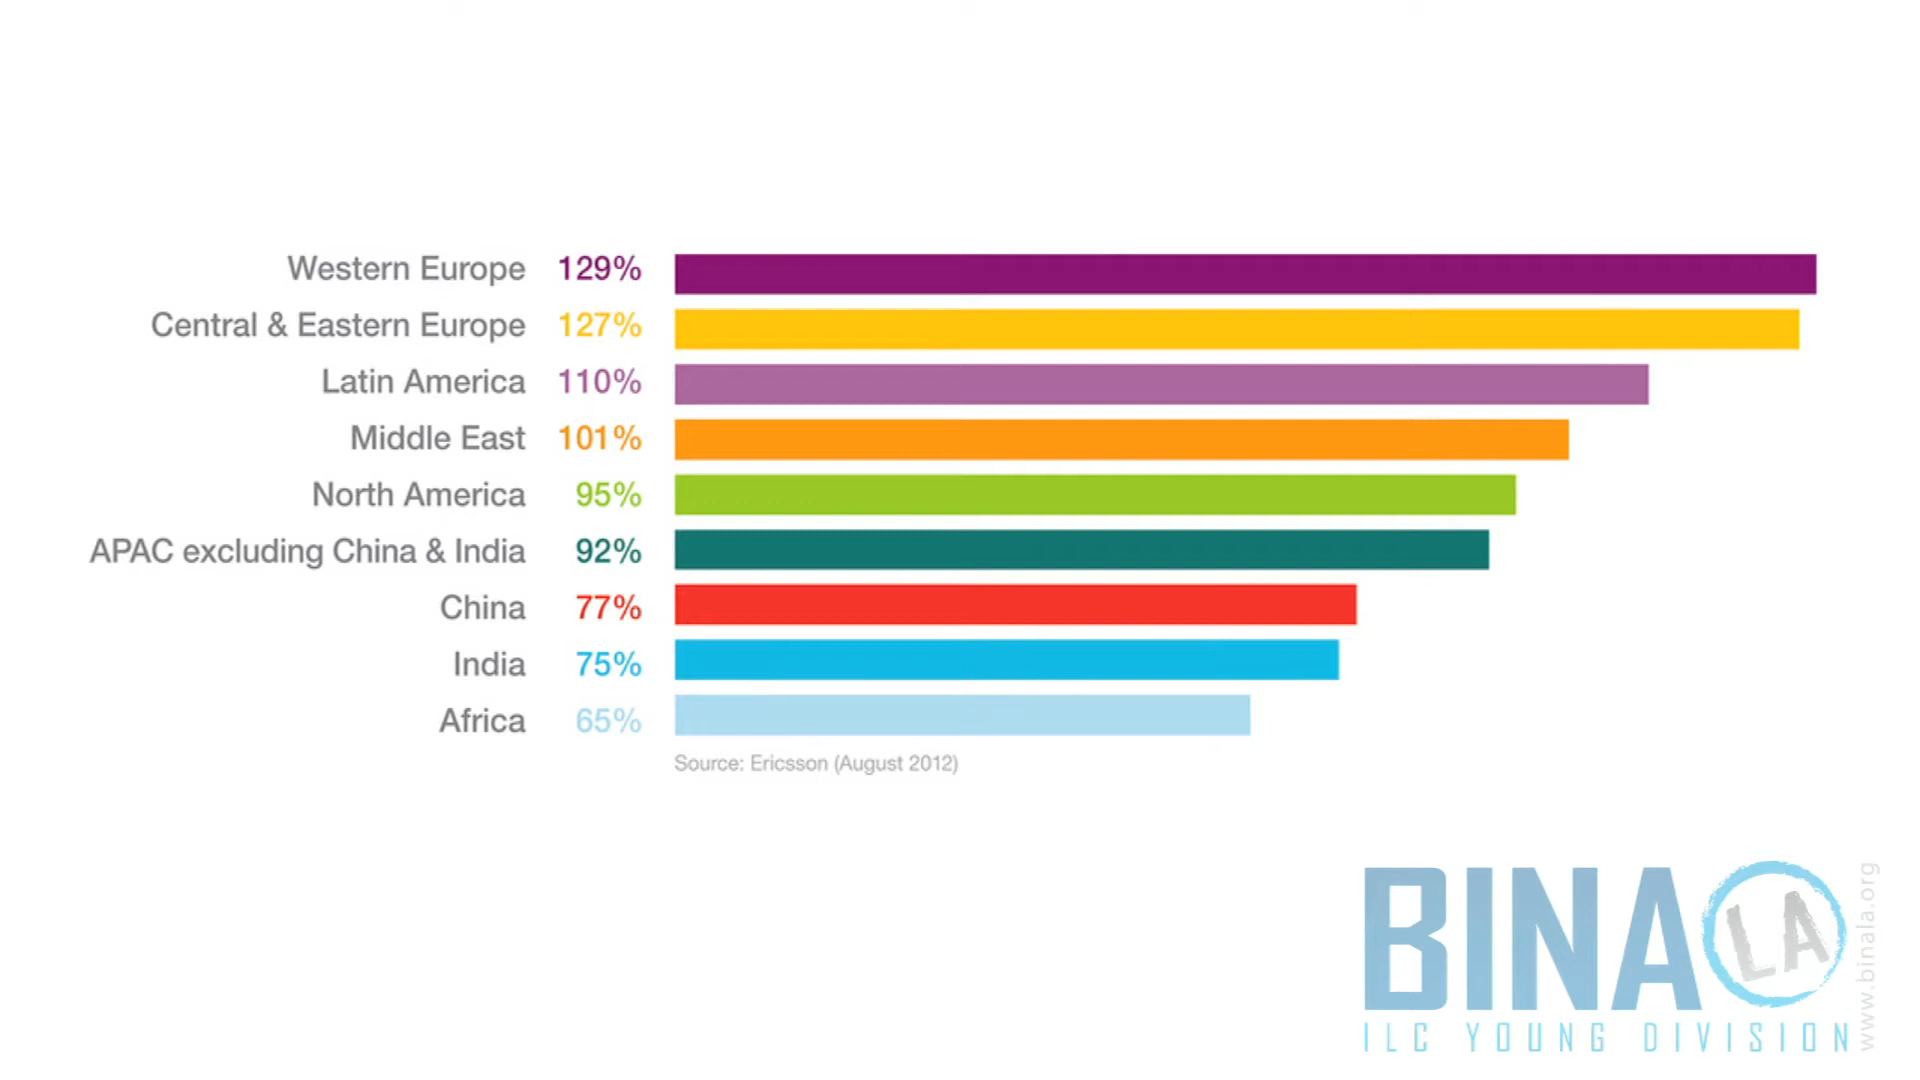 Western Europe 129%
Central & Eastern Europe 127%
Latin America 110%
Middle East 101%
North America 95%
APAC excluding China & India 92%
China 77%
India 75%
Africa 65%
Source: Ericsson (August 2012)
BINA LA
ILC YOUNG DIVISION
www.binala.org